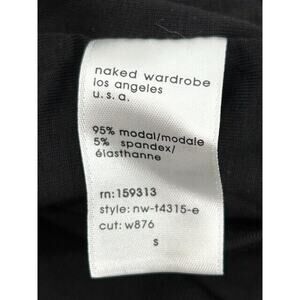 naked wardrobe
los angeles
u.s.a.
95% modal/modale
5% spandex/
élasthanne
rn:159313
style: nw-t4315-e
cut: w876
s